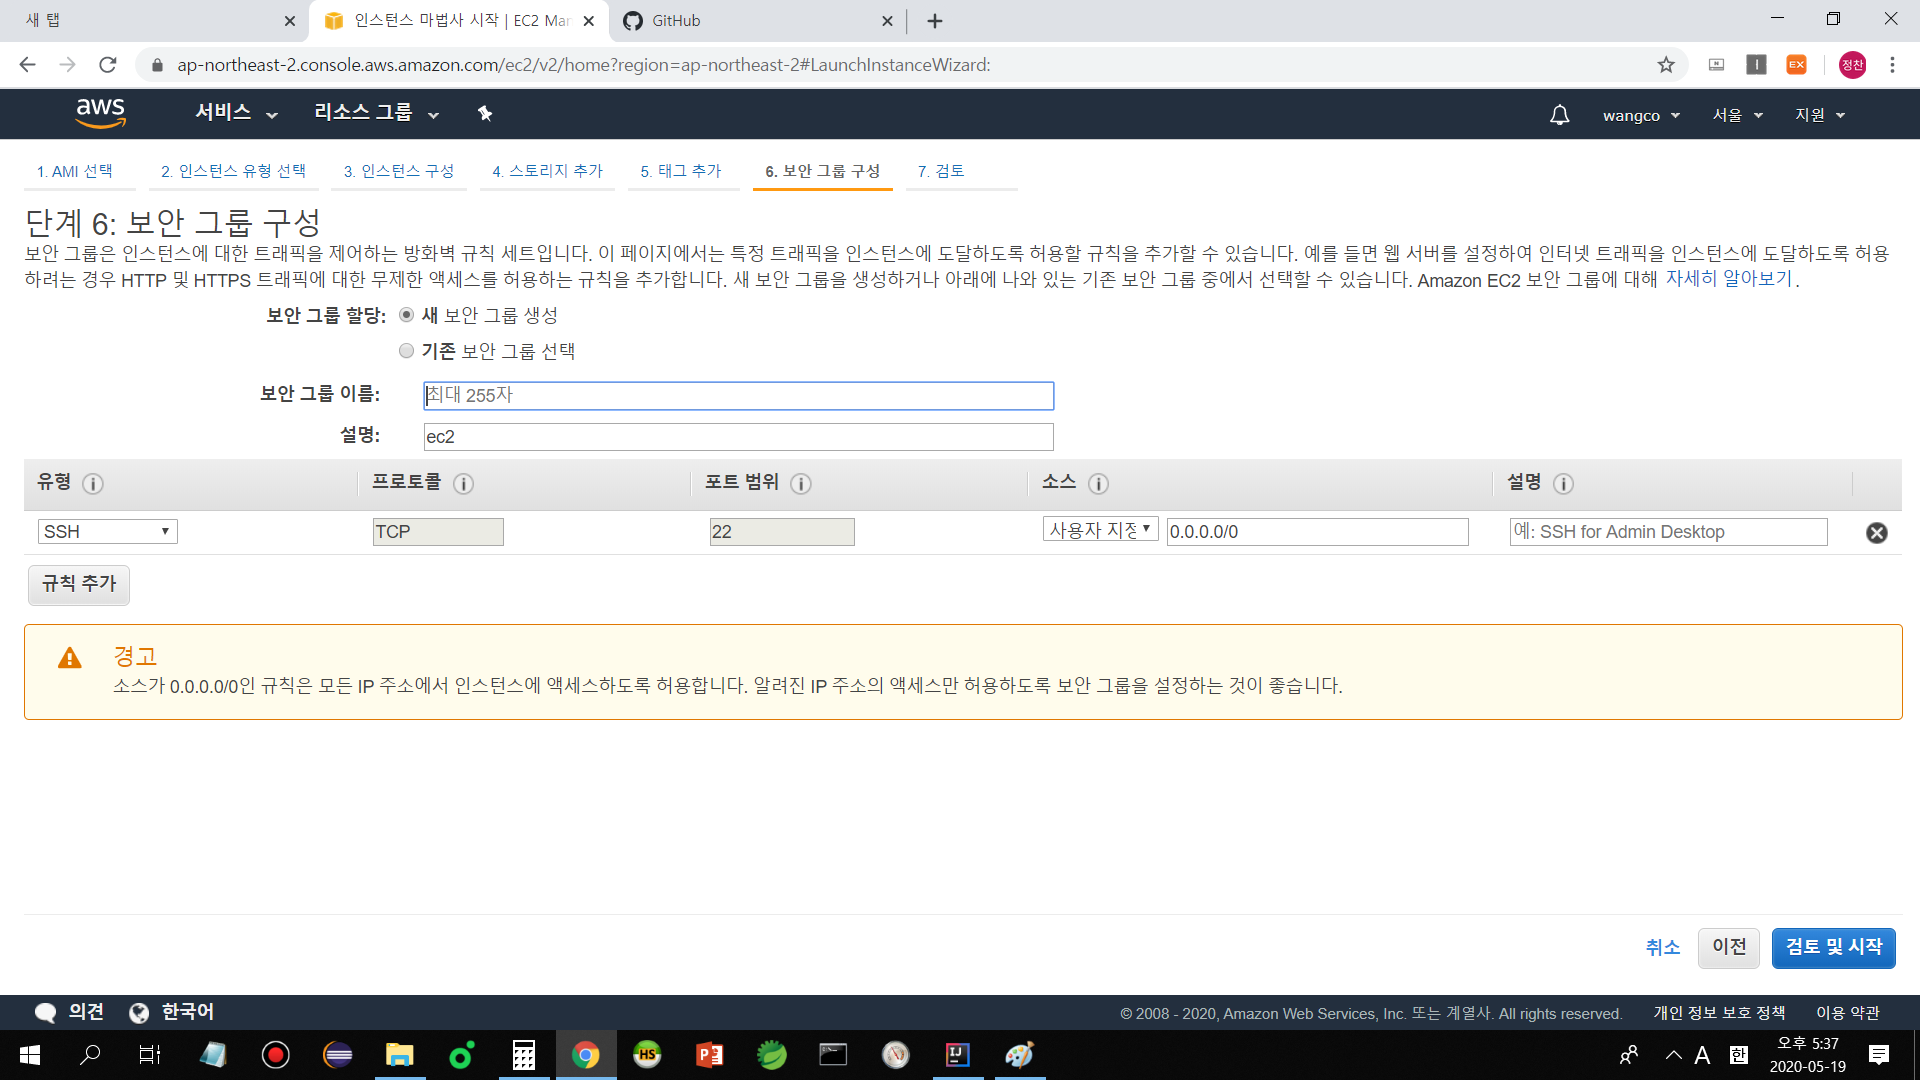 새 탭
인스턴스 마법사 시작 | EC2 Mar
GitHub
ap-northeast-2.console.aws.amazon.com/ec2/v2/home?region=ap-northeast-2#LaunchInstanceWizard:
EX
정찬
aws
서비스
리소스 그룹
wangco
서울
지원
1. AMI 선택
2. 인스턴스 유형 선택
3. 인스턴스 구성
4. 스토리지 추가
5. 태그 추가
6. 보안 그룹 구성
7. 검토
단계 6: 보안 그룹 구성
보안 그룹은 인스턴스에 대한 트래픽을 제어하는 방화벽 규칙 세트입니다. 이 페이지에서는 특정 트래픽을 인스턴스에 도달하도록 허용할 규칙을 추가할 수 있습니다. 예를 들면 웹 서버를 설정하여 인터넷 트래픽을 인스턴스에 도달하도록 허용
하려는 경우 HTTP 및 HTTPS 트래픽에 대한 무제한 액세스를 허용하는 규칙을 추가합니다. 새 보안 그룹을 생성하거나 아래에 나와 있는 기존 보안 그룹 중에서 선택할 수 있습니다. Amazon EC2 보안 그룹에 대해 자세히 알아보기.
보안 그룹 할당: 새 보안 그룹 생성
기존 보안 그룹 선택
보안 그룹 이름: 최대 255자
설명: ec2
유형 프로토콜 포트 범위 소스 설명
SSH TCP 22 사용자 지정 0.0.0.0/0 예: SSH for Admin Desktop
규칙 추가
경고
소스가 0.0.0.0/0인 규칙은 모든 IP 주소에서 인스턴스에 액세스하도록 허용합니다. 알려진 IP 주소의 액세스만 허용하도록 보안 그룹을 설정하는 것이 좋습니다.
취소 이전 검토 및 시작
의견 한국어
© 2008 - 2020, Amazon Web Services, Inc. 또는 계열사. All rights reserved. 개인 정보 보호 정책 이용 약관
HS
IJ
A 한
오후 5:37
2020-05-19